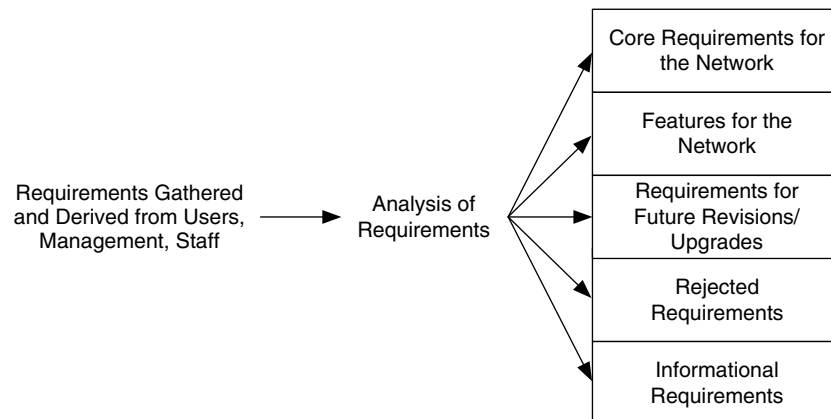 Requirements Gathered
and Derived from Users,
Management, Staff
Analysis of
Requirements
Core Requirements for
the Network
Features for the
Network
Requirements for
Future Revisions/
Upgrades
Rejected
Requirements
Informational
Requirements